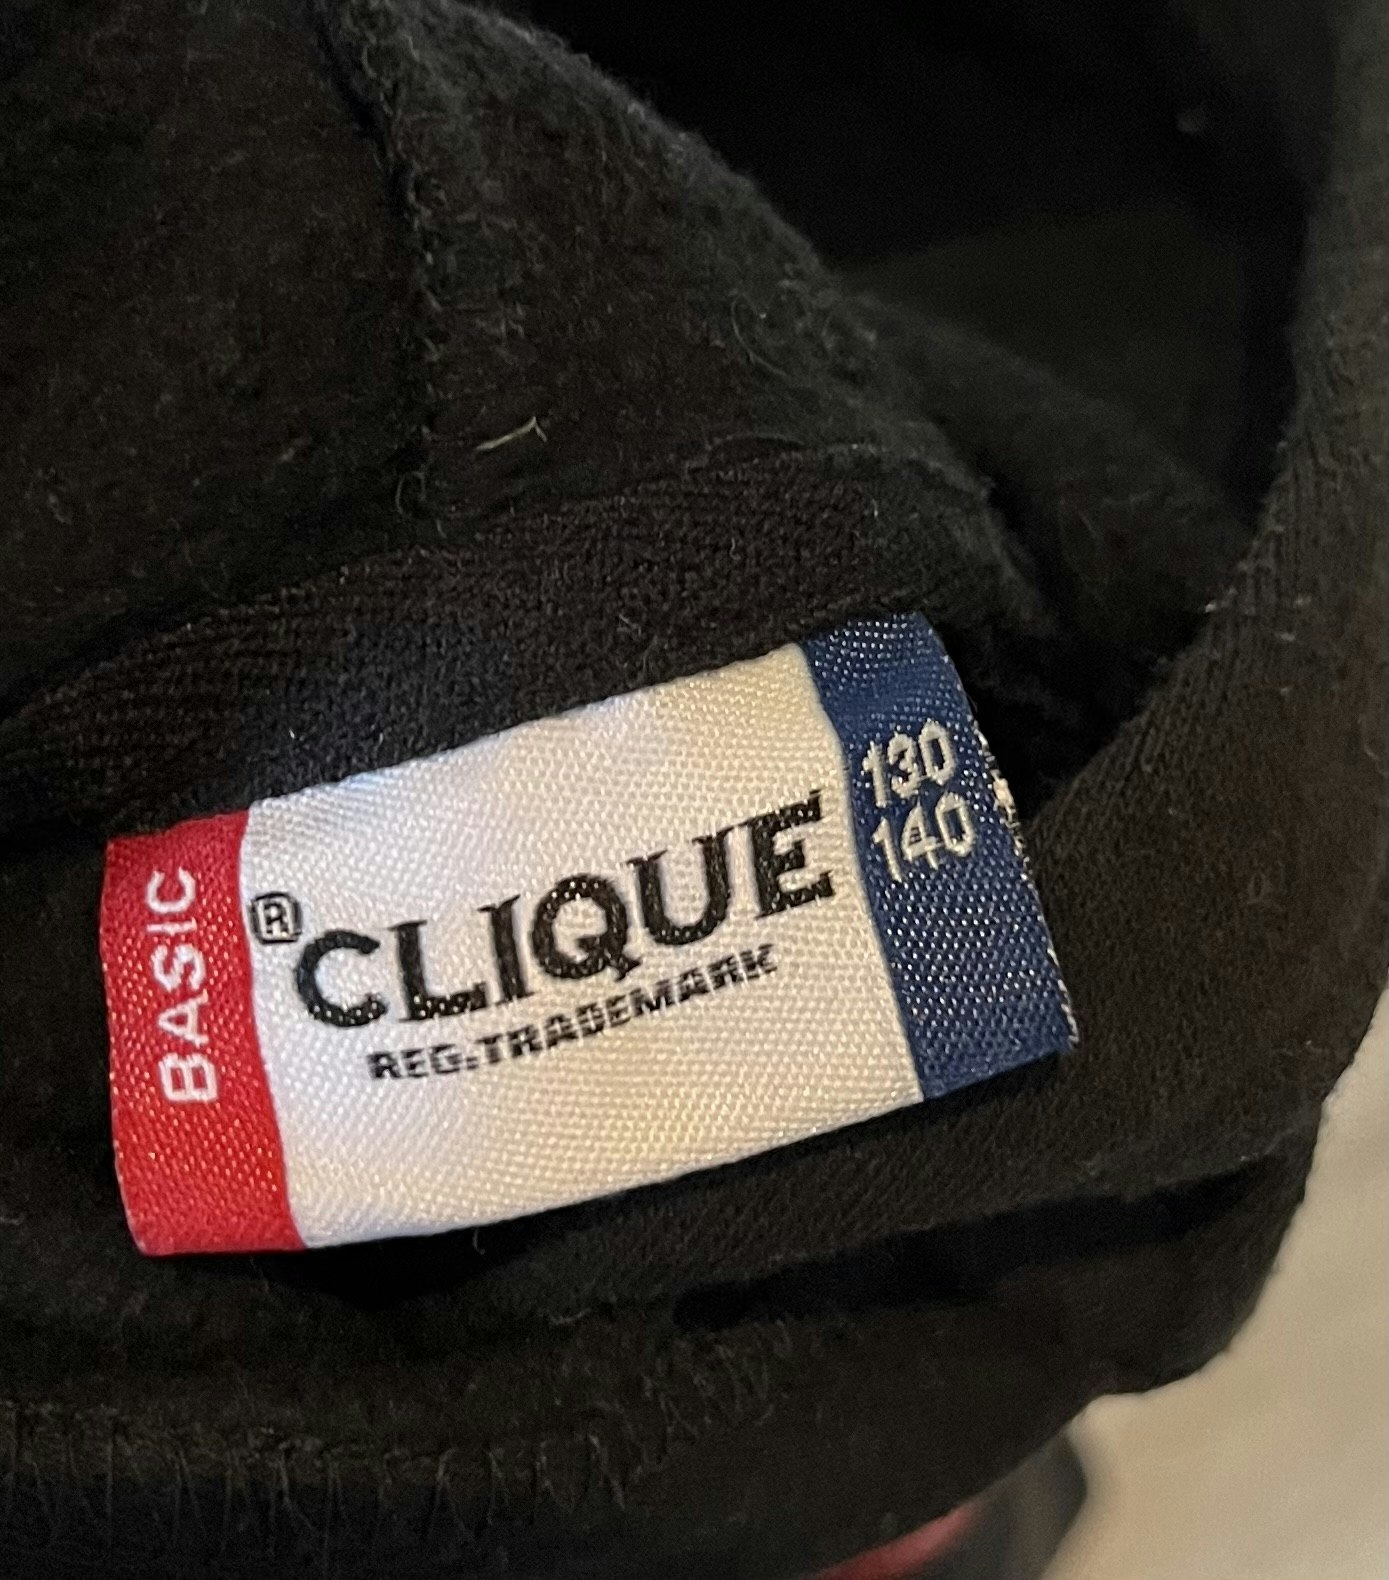 BASIC
® CLIQUE
REG.TRADEMARK
130
140